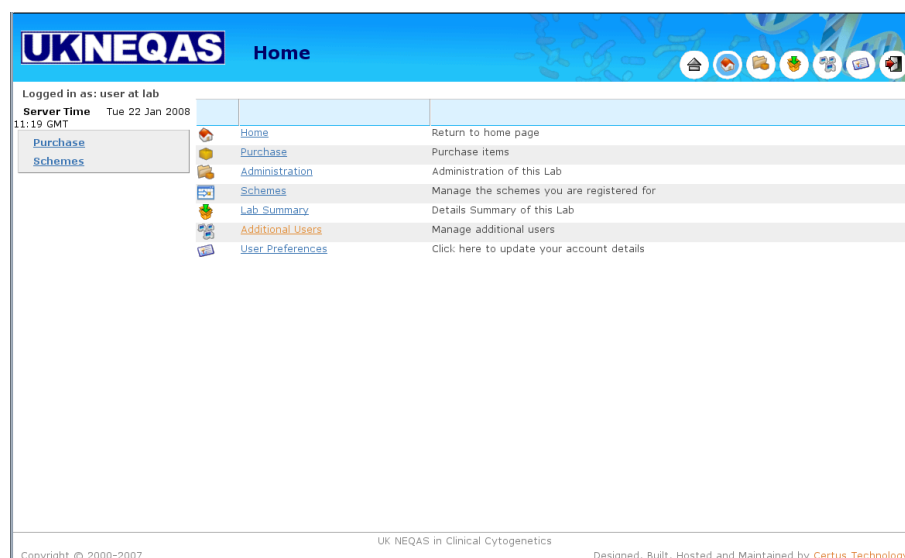 UKNEQAS
Home
Logged in as: user at lab
Server Time Tue 22 Jan 2008
11:19 GMT
Purchase
Schemes
Home Return to home page
Purchase Purchase items
Administration Administration of this Lab
Schemes Manage the schemes you are registered for
Lab Summary Details Summary of this Lab
Additional Users Manage additional users
User Preferences Click here to update your account details
UK NEQAS in Clinical Cytogenetics
Copyright © 2000-2007 Designed, Built, Hosted and Maintained by Certus Technology